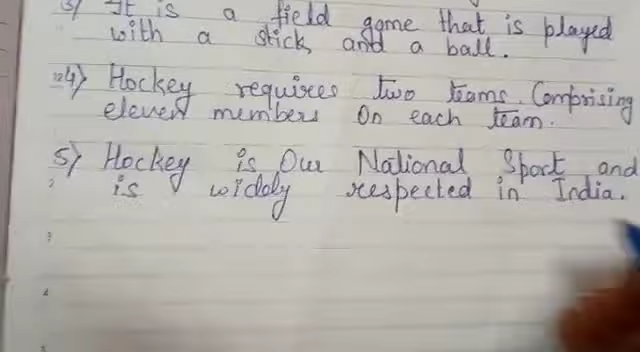 3) It is a field game that is played
with a stick and a ball.
4) Hockey requires two teams. Comprising
eleven members On each team.
5) Hockey is Our National Sport and
is widely respected in India.